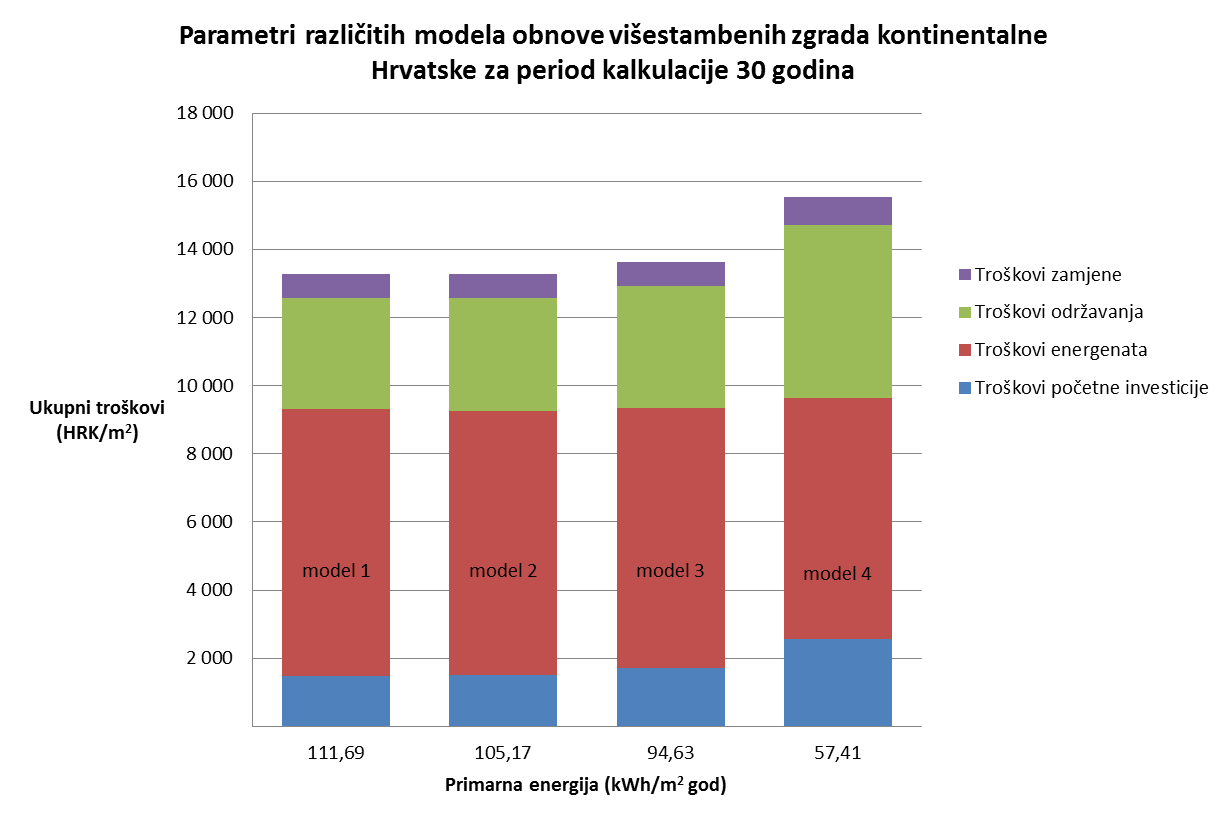 Parametri različitih modela obnove višestambenih zgrada kontinentalne
Hrvatske za period kalkulacije 30 godina
18 000
16 000
14 000
12 000
10 000
8 000
6 000
4 000
2 000
Ukupni troškovi
(HRK/m²)
model 1
model 2
model 3
model 4
111,69
105,17
94,63
57,41
Primarna energija (kWh/m² god)
Troškovi zamjene
Troškovi održavanja
Troškovi energenata
Troškovi početne investicije